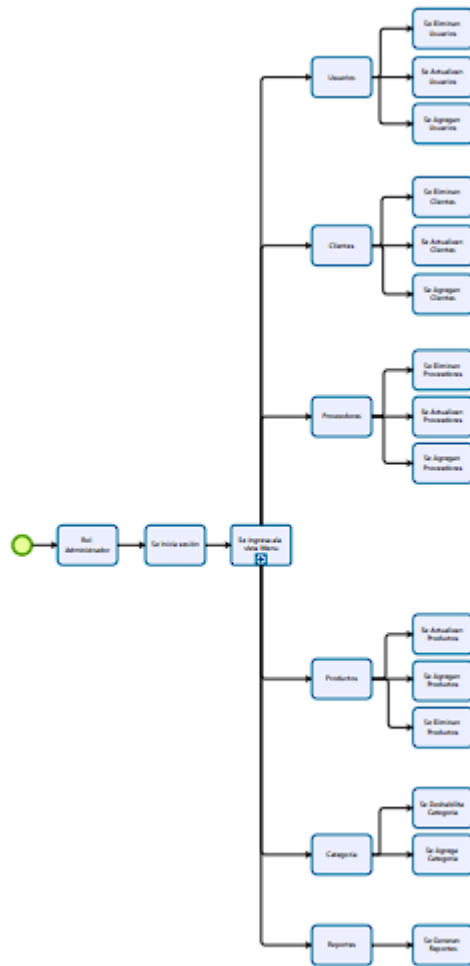 Se Eliminan
Usuarios
Usuarios
Se Actualizan
Usuarios
Se Agregan
Usuarios
Se Eliminan
Clientes
Clientes
Se Actualizan
Clientes
Se Agregan
Clientes
Se Eliminan
Proveedores
Proveedores
Se Actualizan
Proveedores
Se Agregan
Proveedores
Rol
Administrador
Se inicia sesión
Se ingresa ala
vista Menu
Se Actualizan
Productos
Productos
Se Agregan
Productos
Se Eliminan
Productos
Se Deshabilita
Categoria
Categoria
Se Agrega
Categoria
Reportes
Se Generan
Reportes